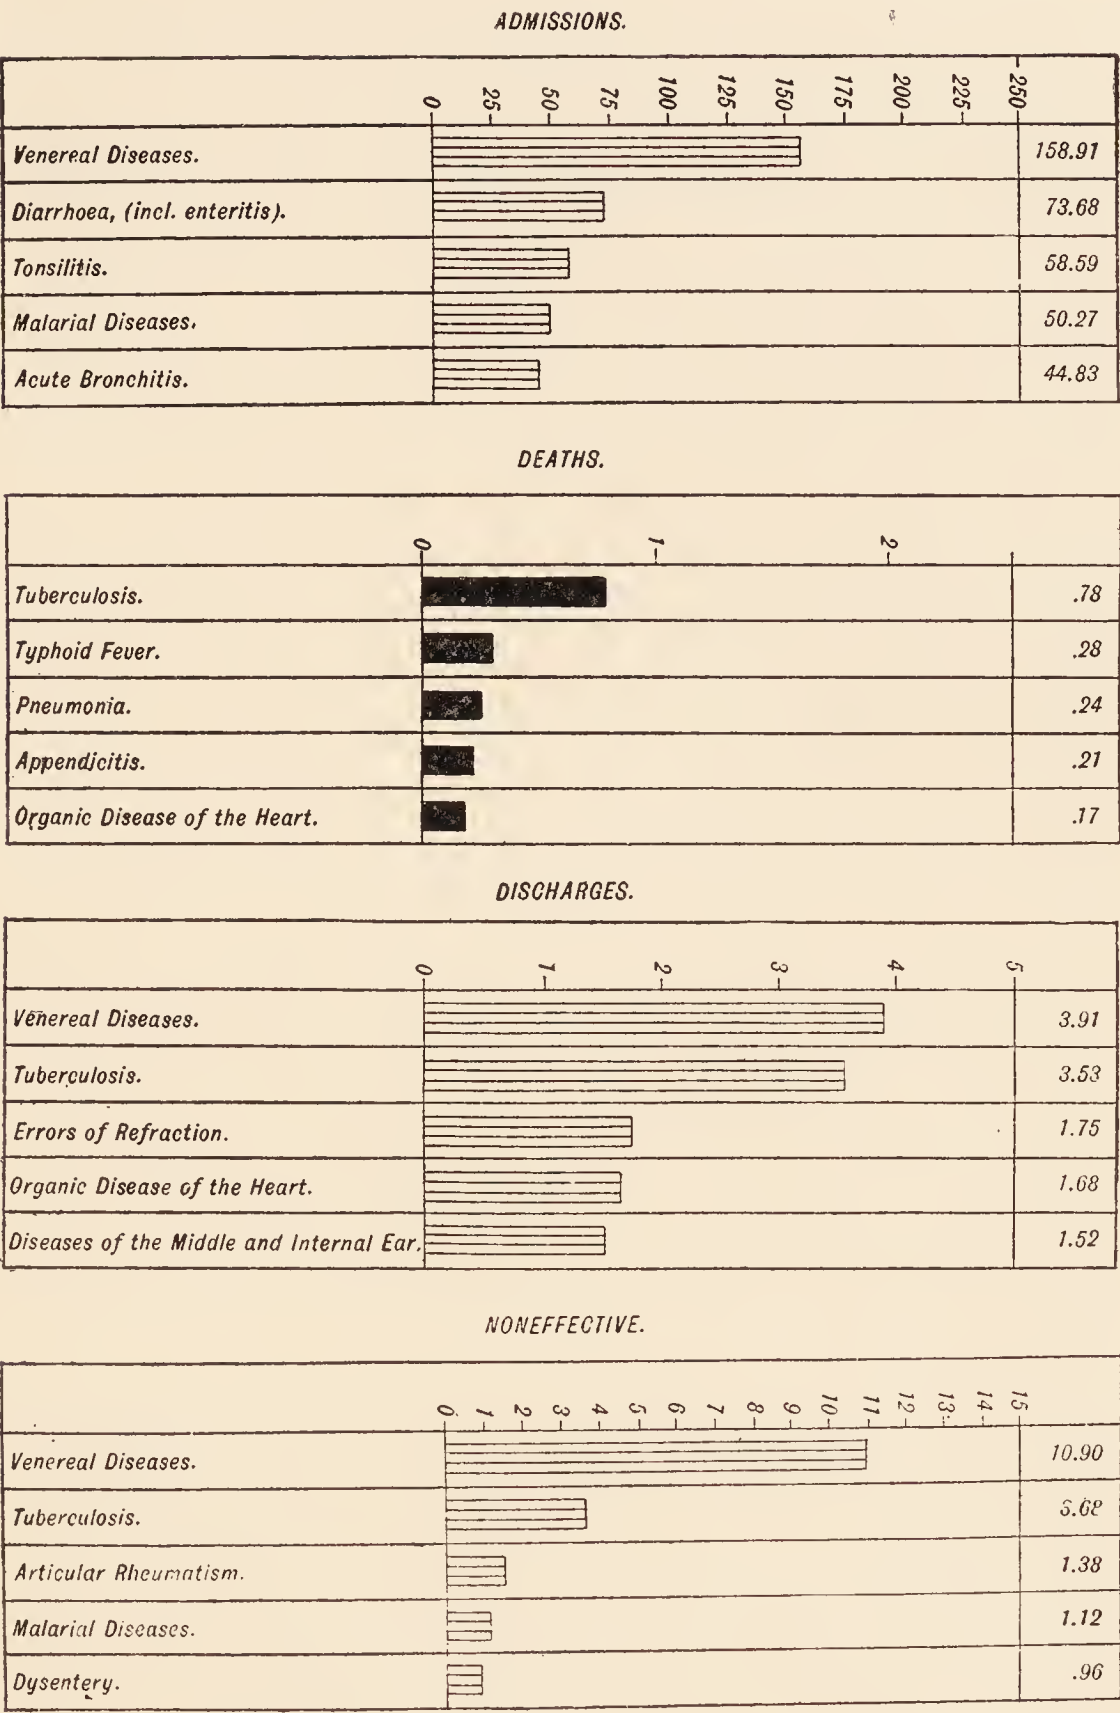 ADMISSIONS.
0 25 50 75 100 125 150 175 200 225 250
Venereal Diseases. 158.91
Diarrhoea, (incl. enteritis). 73.68
Tonsilitis. 58.59
Malarial Diseases. 50.27
Acute Bronchitis. 44.83
DEATHS.
0 1 2
Tuberculosis. .78
Typhoid Fever. .28
Pneumonia. .24
Appendicitis. .21
Organic Disease of the Heart. .17
DISCHARGES.
0 1 2 3 4 5
Venereal Diseases. 3.91
Tuberculosis. 3.53
Errors of Refraction. 1.75
Organic Disease of the Heart. 1.68
Diseases of the Middle and Internal Ear. 1.52
NONEFFECTIVE.
0 1 2 3 4 5 6 7 8 9 10 11 12 13 14 15
Venereal Diseases. 10.90
Tuberculosis. 3.68
Articular Rheumatism. 1.38
Malarial Diseases. 1.12
Dysentery. .96